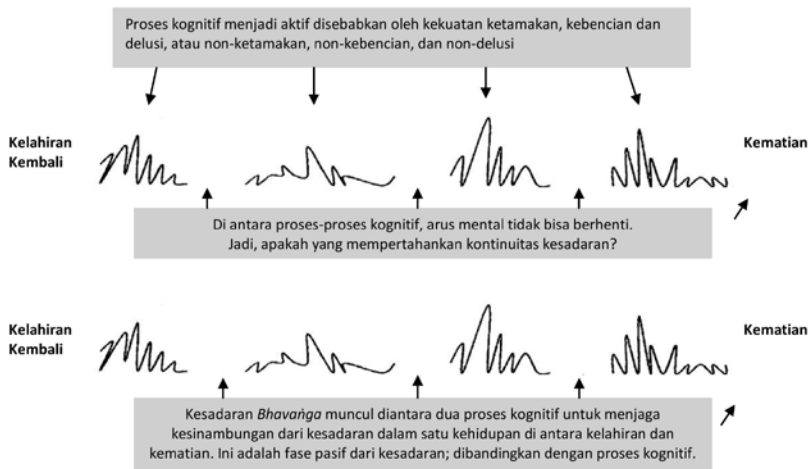 Proses kognitif menjadi aktif disebabkan oleh kekuatan ketamakan, kebencian dan
delusi, atau non-ketamakan, non-kebencian, dan non-delusi
Kelahiran
Kembali
Kematian
Di antara proses-proses kognitif, arus mental tidak bisa berhenti.
Jadi, apakah yang mempertahankan kontinuitas kesadaran?
Kelahiran
Kembali
Kematian
Kesadaran Bhavaṅga muncul diantara dua proses kognitif untuk menjaga
kesinambungan dari kesadaran dalam satu kehidupan di antara kelahiran dan
kematian. Ini adalah fase pasif dari kesadaran; dibandingkan dengan proses kognitif.